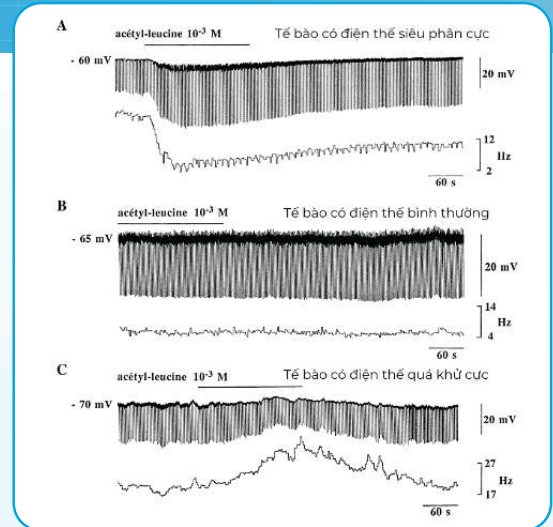 A
acétyl-leucine 10⁻³ M Tế bào có điện thế siêu phân cực
- 60 mV
20 mV
12
Hz
2
60 s
B
acétyl-leucine 10⁻³ M Tế bào có điện thế bình thường
- 65 mV
20 mV
14
Hz
4
60 s
C
acétyl-leucine 10⁻³ M Tế bào có điện thế quá khử cực
- 70 mV
20 mV
27
Hz
17
60 s